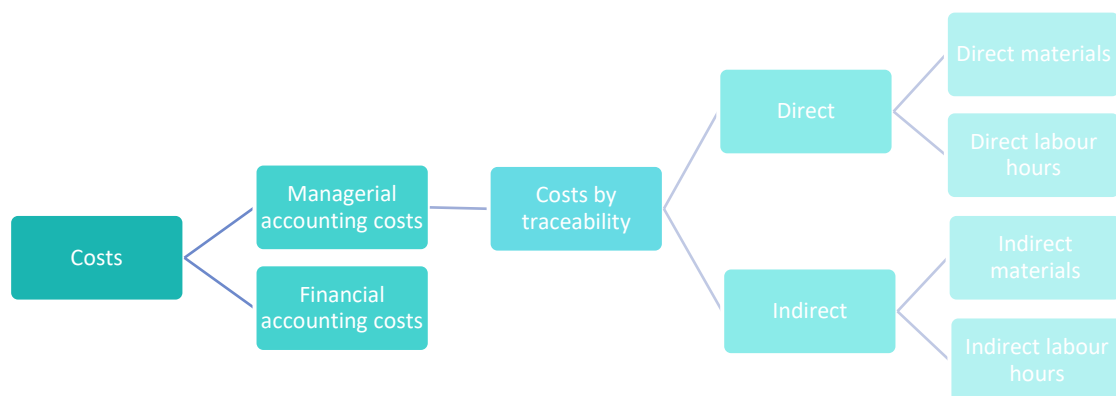 Costs
Managerial
accounting costs
Financial
accounting costs
Costs by
traceability
Direct
Indirect
Direct materials
Direct labour
hours
Indirect
materials
Indirect labour
hours